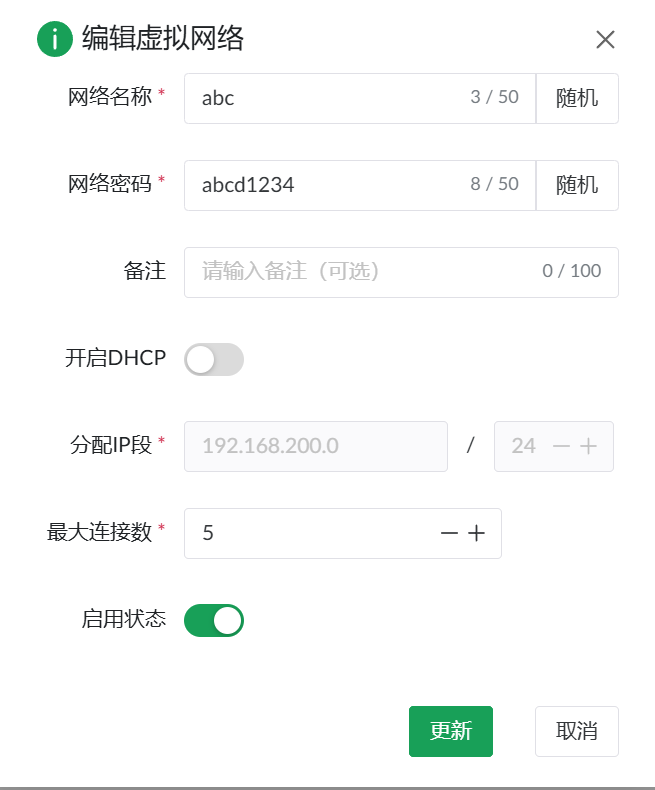 编辑虚拟网络
网络名称 * abc 3 / 50 随机
网络密码 * abcd1234 8 / 50 随机
备注 请输入备注（可选） 0 / 100
开启DHCP
分配IP段 * 192.168.200.0 / 24
最大连接数 * 5
启用状态
更新 取消